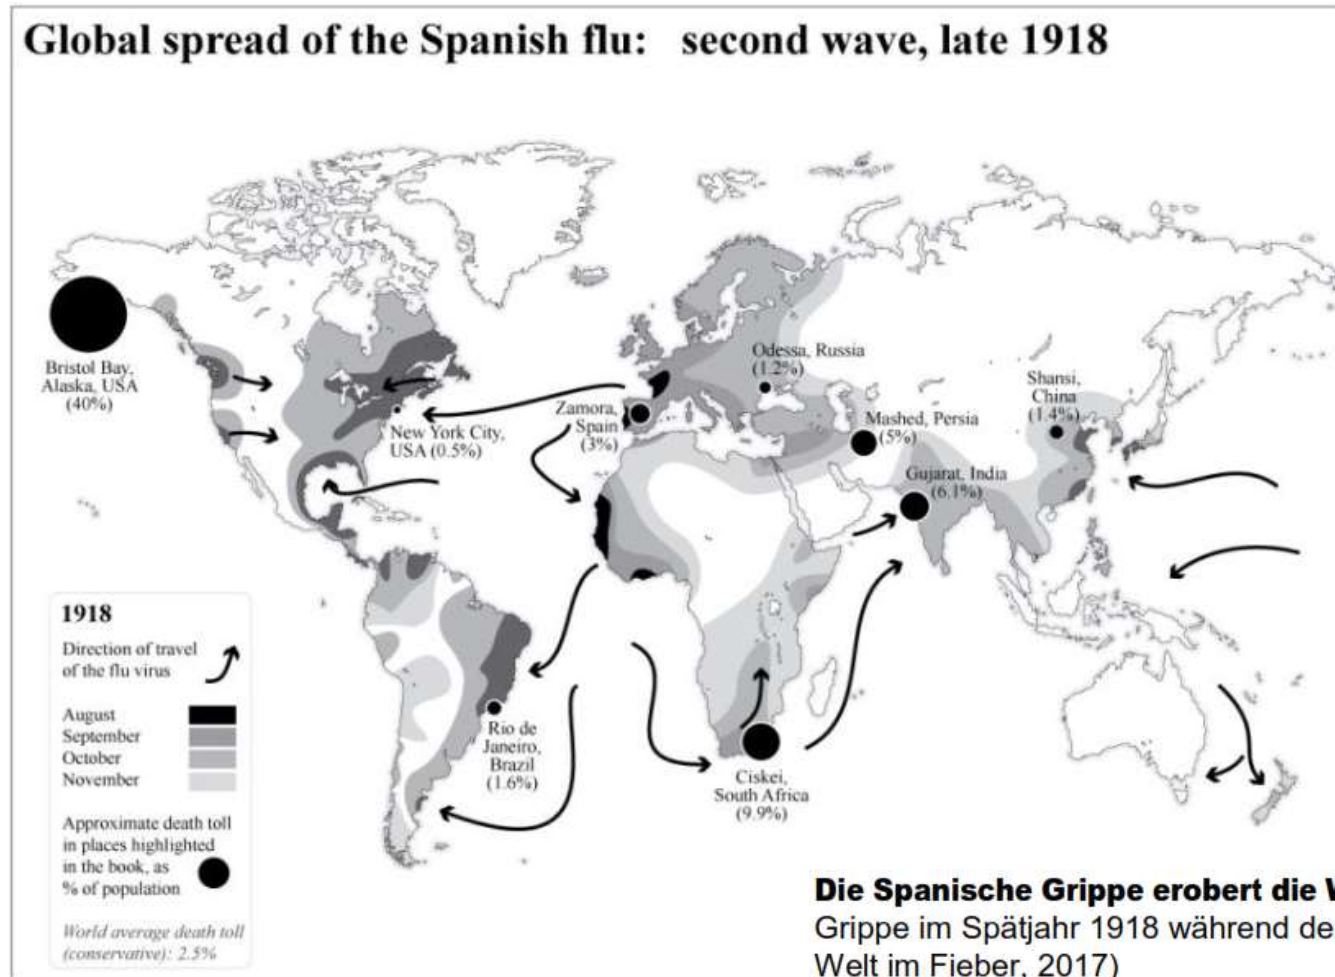 Global spread of the Spanish flu: second wave, late 1918
Bristol Bay,
Alaska, USA
(40%)
New York City,
USA (0.5%)
Zamora,
Spain
(3%)
Odessa, Russia
(1.2%)
Mashed, Persia
(5%)
Gujarat, India
(6.1%)
Shansi,
China
(1.4%)
Rio de
Janeiro,
Brazil
(1.6%)
Ciskei,
South Africa
(9.9%)
1918
Direction of travel
of the flu virus
August
September
October
November
Approximate death toll
in places highlighted
in the book, as
% of population
World average death toll
(conservative): 2.5%
Die Spanische Grippe erobert die
Grippe im Spätjahr 1918 während
Welt im Fieber, 2017)